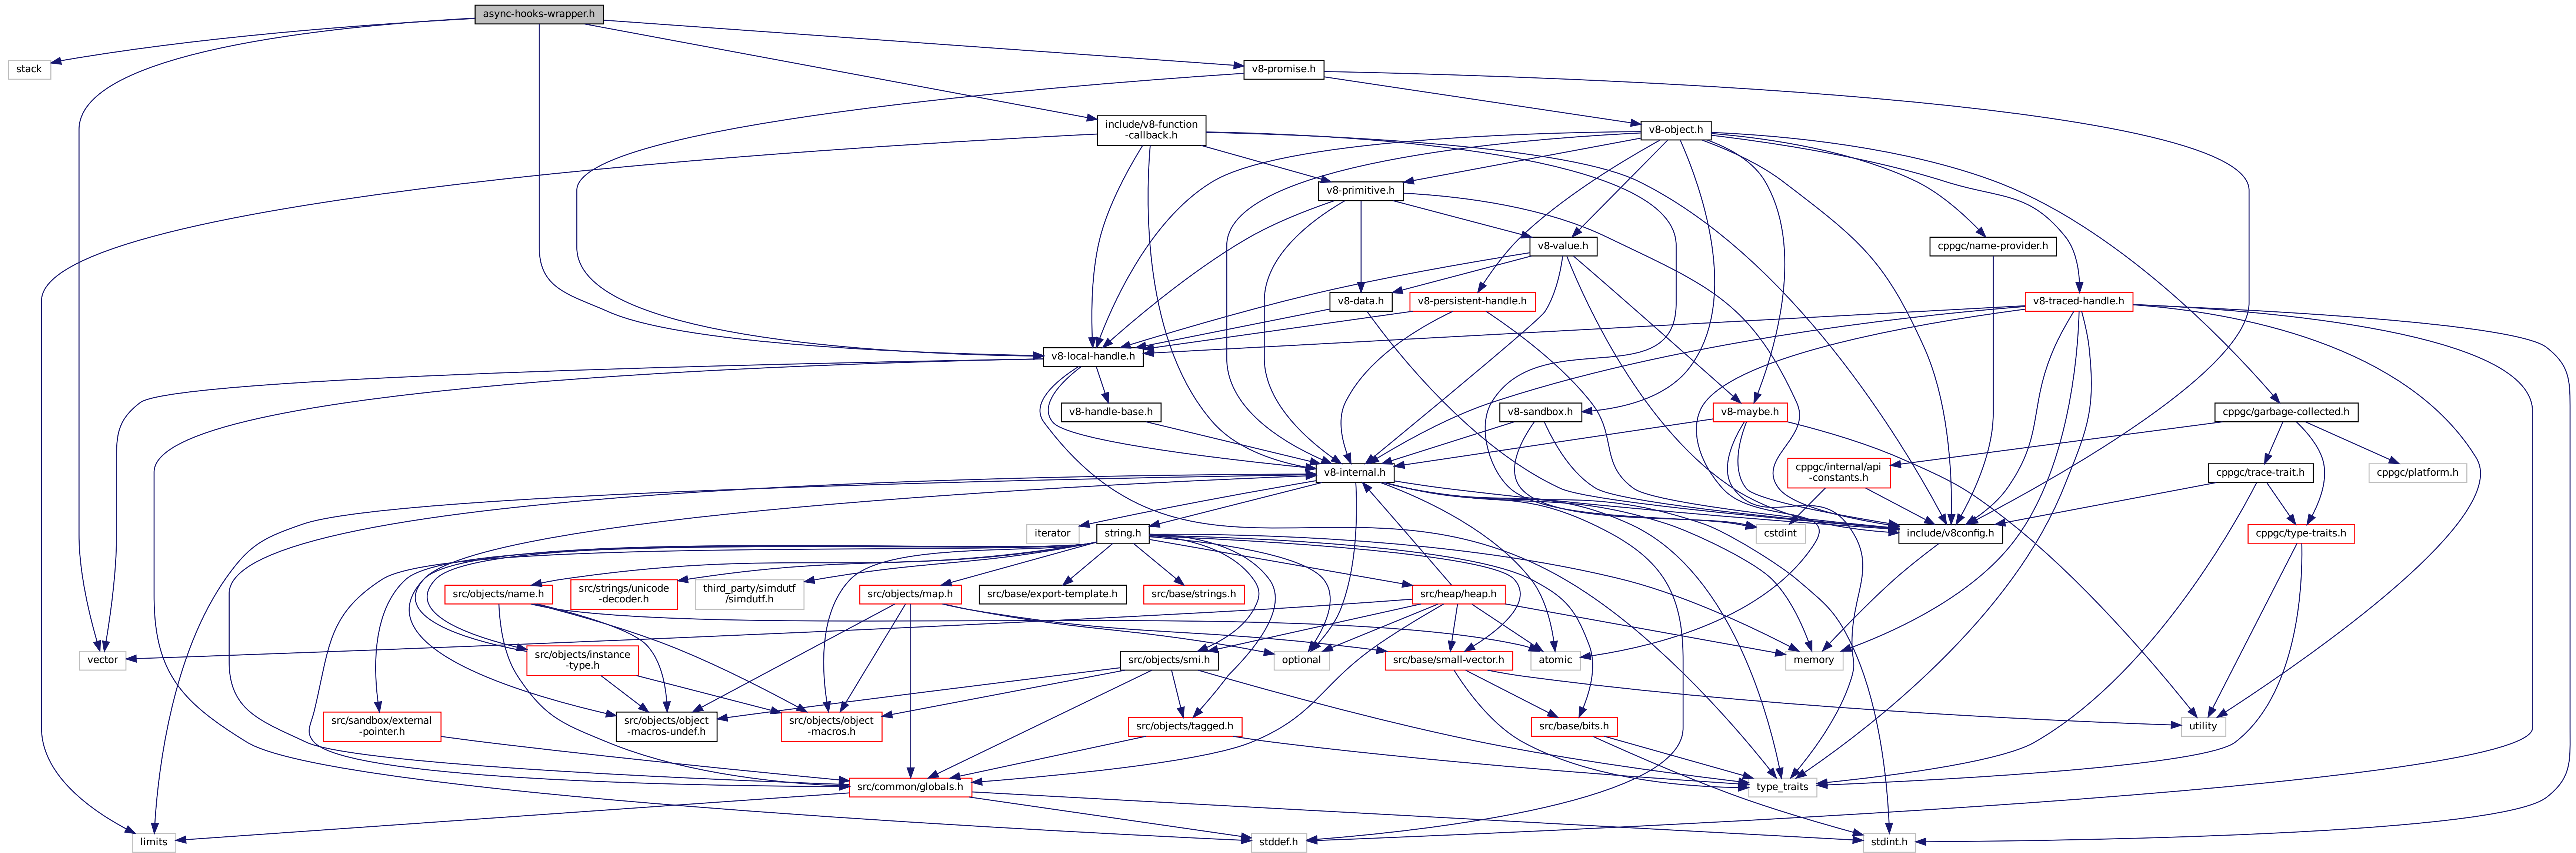 async-hooks-wrapper.h
stack
v8-promise.h
include/v8-function
-callback.h
v8-object.h
v8-primitive.h
v8-value.h
cppgc/name-provider.h
v8-data.h
v8-persistent-handle.h
v8-traced-handle.h
v8-local-handle.h
v8-handle-base.h
v8-sandbox.h
v8-maybe.h
cppgc/garbage-collected.h
v8-internal.h
cppgc/internal/api
-constants.h
cppgc/trace-trait.h
cppgc/platform.h
iterator
string.h
cstdint
include/v8config.h
cppgc/type-traits.h
src/objects/name.h
src/strings/unicode
-decoder.h
third_party/simdutf
/simdutf.h
src/objects/map.h
src/base/export-template.h
src/base/strings.h
src/heap/heap.h
vector
src/objects/instance
-type.h
src/objects/smi.h
optional
src/base/small-vector.h
atomic
memory
src/sandbox/external
-pointer.h
src/objects/object
-macros-undef.h
src/objects/object
-macros.h
src/objects/tagged.h
src/base/bits.h
utility
src/common/globals.h
type_traits
limits
stddef.h
stdint.h